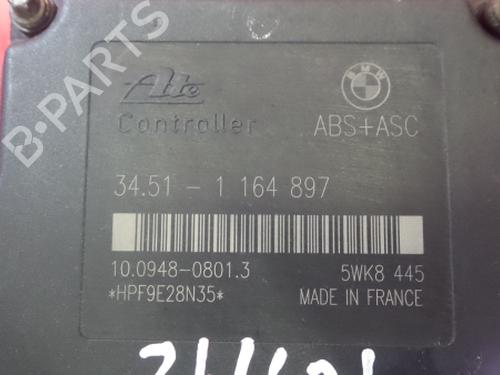 Ate
BMW
Controller
ABS+ASC
34.51 - 1 164 897
10.0948-0801.3
5WK8 445
*HPF9E28N35*
MADE IN FRANCE
B-PARTS